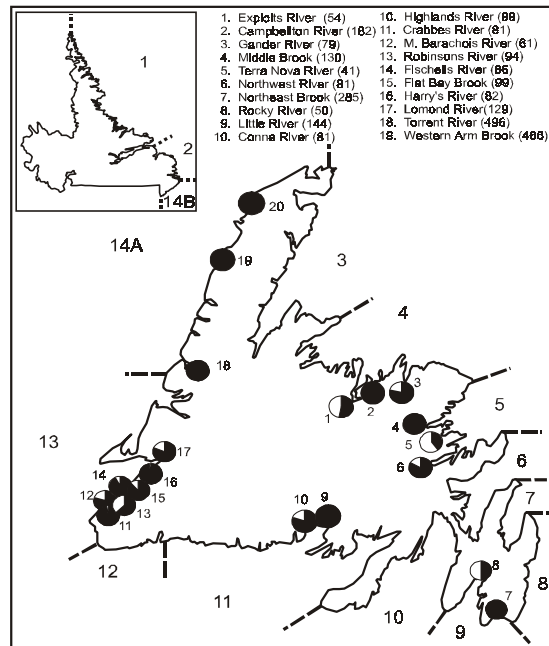 1. Exploits River (54)
2. Campbellton River (182)
3. Gander River (79)
4. Middle Brook (130)
5. Terra Nova River (41)
6. Northwest River (81)
7. Northeast Brook (285)
8. Rocky River (50)
9. Little River (144)
10. Conne River (81)
10. Highlands River (99)
11. Crabbes River (81)
12. M. Barachois River (61)
13. Robinsons River (94)
14. Fischells River (66)
15. Flat Bay Brook (99)
16. Harry's River (82)
17. Lomond River (129)
18. Torrent River (496)
19. Western Arm Brook (466)
1
2
14B
14A
20
3
19
4
18
3
1
2
5
4
13
5
17
6
6
14
16
12
15
10
9
7
13
11
8
12
8
11
7
10
9